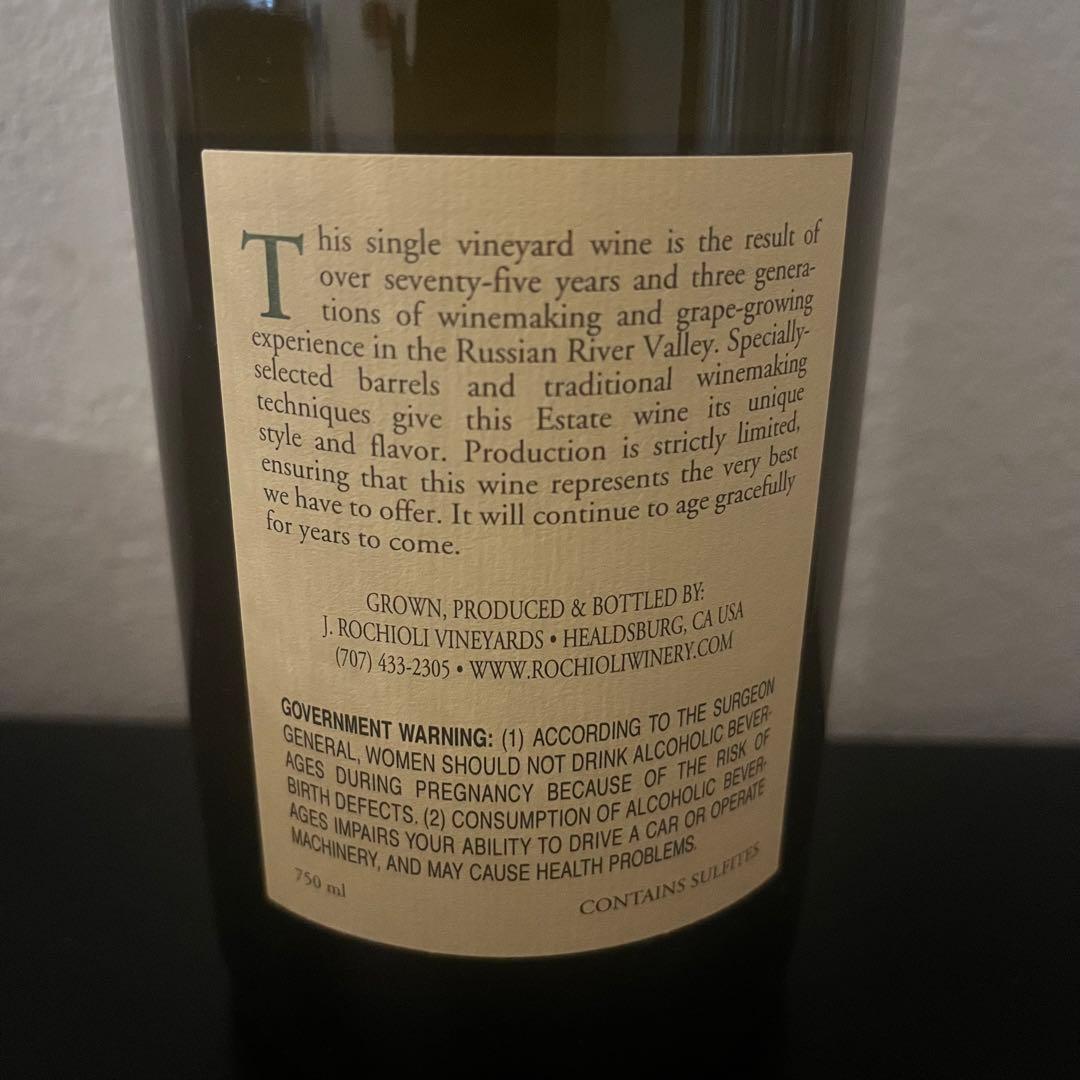 This single vineyard wine is the result of
over seventy-five years and three genera-
tions of winemaking and grape-growing
experience in the Russian River Valley. Specially-
selected barrels and traditional winemaking
techniques give this Estate wine its unique
style and flavor. Production is strictly limited,
ensuring that this wine represents the very best
we have to offer. It will continue to age gracefully
for years to come.
GROWN, PRODUCED & BOTTLED BY:
J. ROCHIOLI VINEYARDS • HEALDSBURG, CA USA
(707) 433-2305 • WWW.ROCHIOLIWINERY.COM
GOVERNMENT WARNING: (1) ACCORDING TO THE SURGEON
GENERAL, WOMEN SHOULD NOT DRINK ALCOHOLIC BEVER-
AGES DURING PREGNANCY BECAUSE OF THE RISK OF
BIRTH DEFECTS. (2) CONSUMPTION OF ALCOHOLIC BEVER-
AGES IMPAIRS YOUR ABILITY TO DRIVE A CAR OR OPERATE
MACHINERY, AND MAY CAUSE HEALTH PROBLEMS.
750 ml
CONTAINS SULFITES